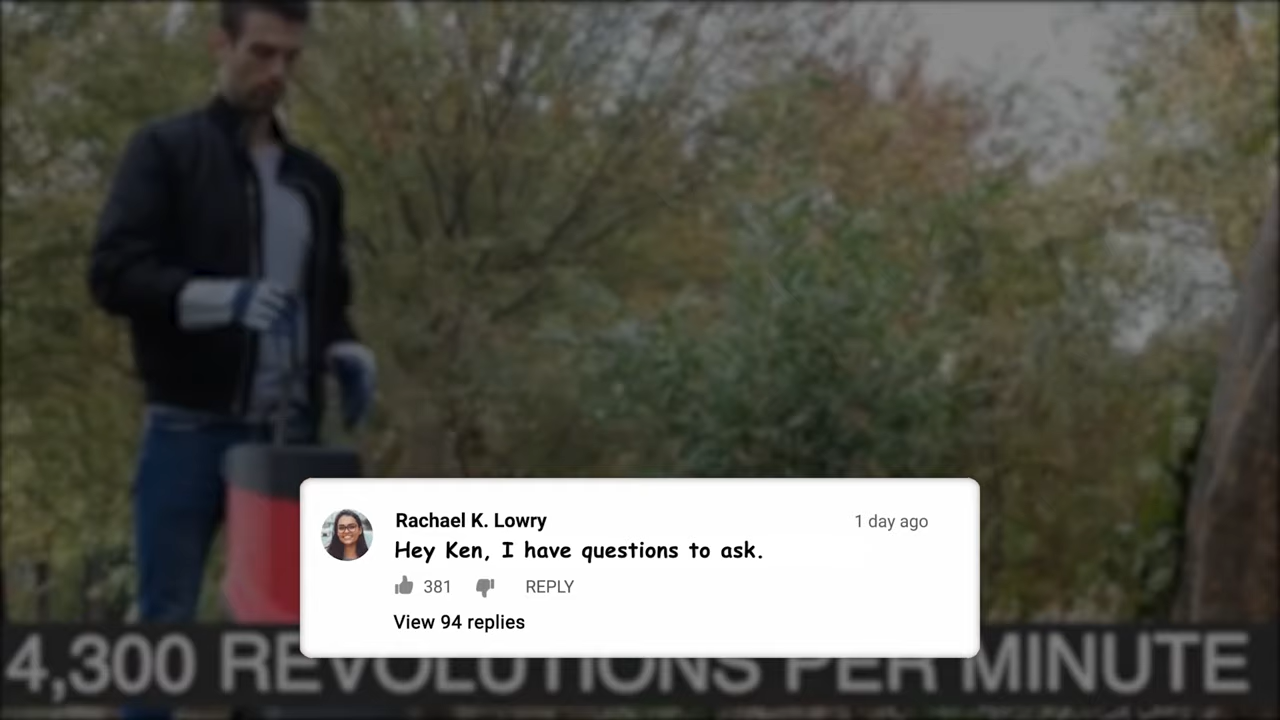 Rachael K. Lowry
1 day ago
Hey Ken, I have questions to ask.
381
REPLY
View 94 replies
4,300 REVOLUTIONS PER MINUTE